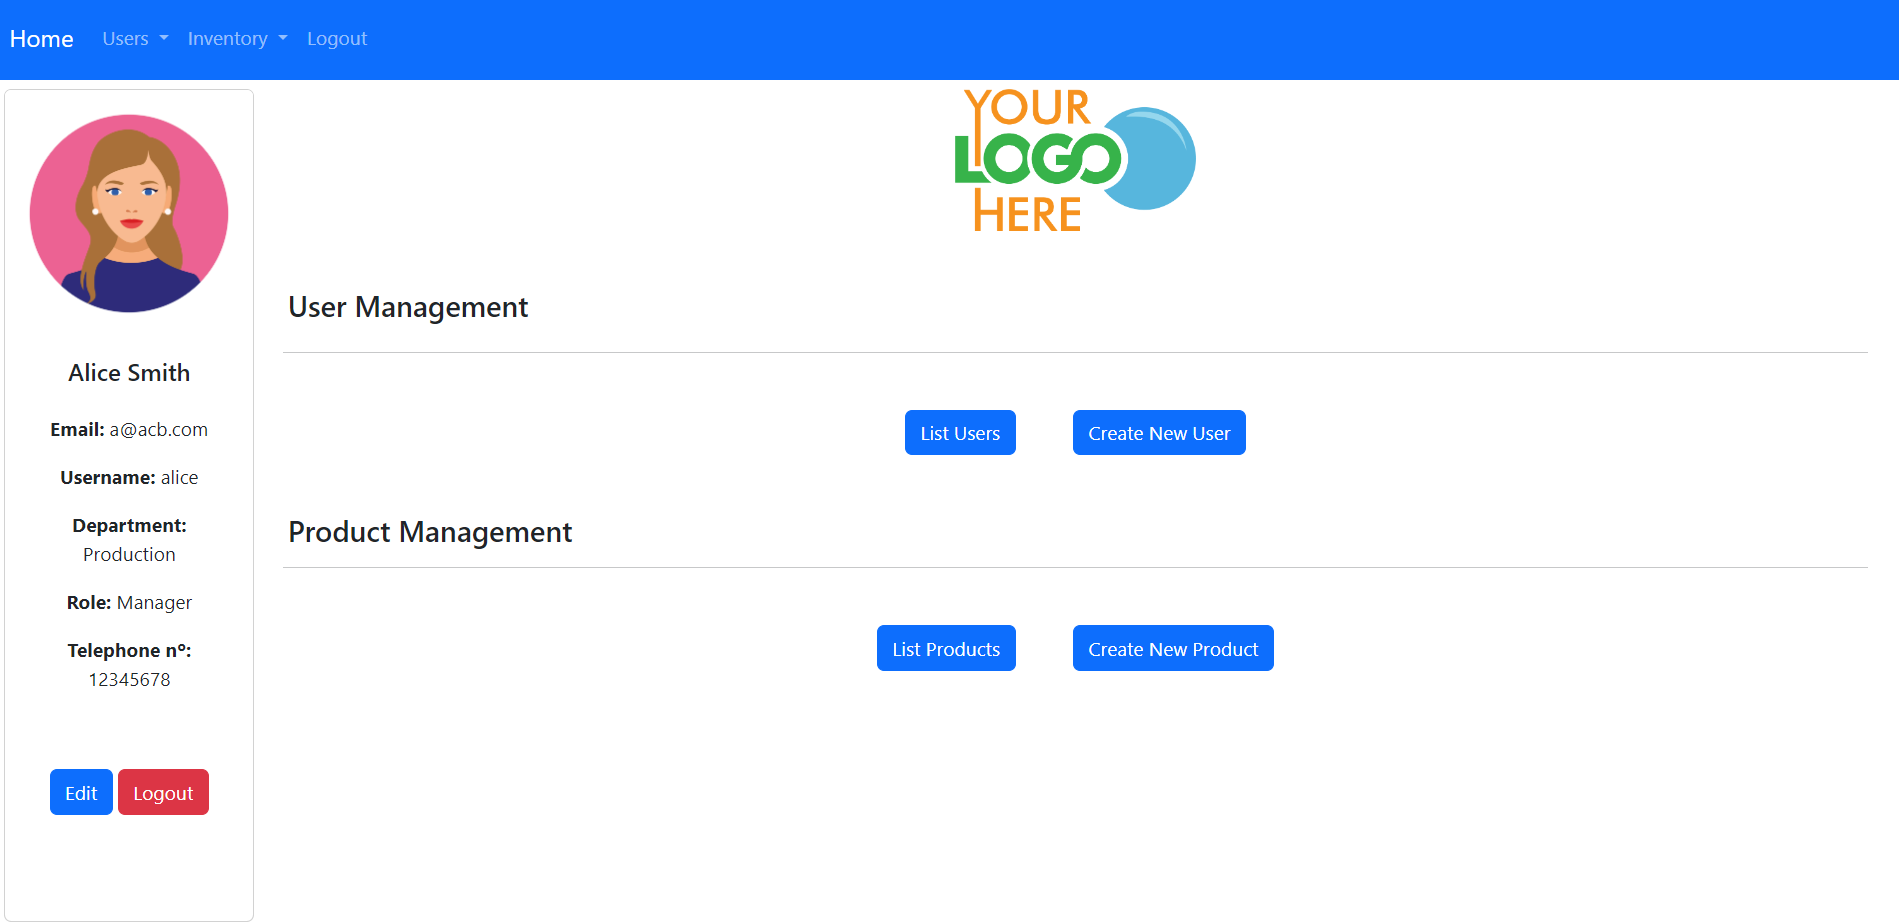 Home Users Inventory Logout
YOUR
LOGO
HERE
Alice Smith
Email: a@acb.com
Username: alice
Department:
Production
Role: Manager
Telephone nº:
12345678
Edit Logout
User Management
List Users Create New User
Product Management
List Products Create New Product